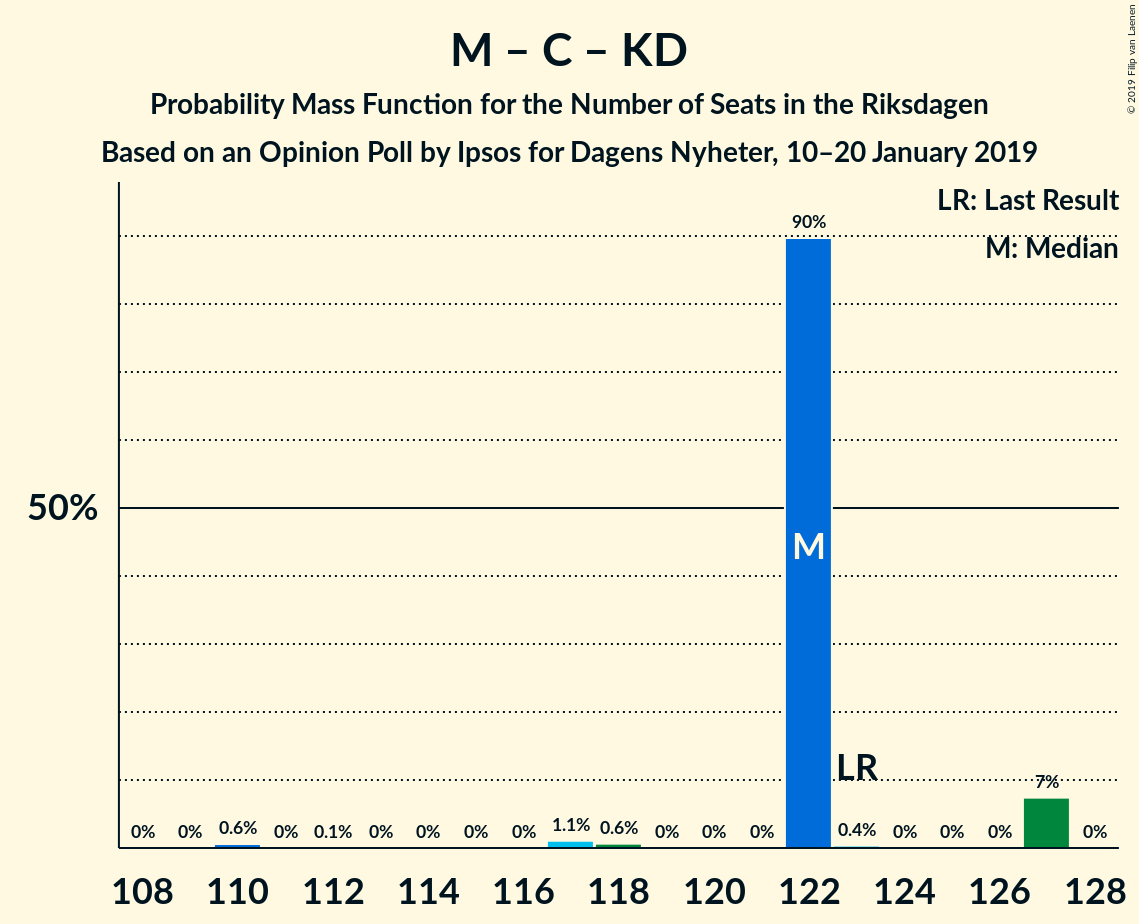 M – C – KD
Probability Mass Function for the Number of Seats in the Riksdagen
Based on an Opinion Poll by Ipsos for Dagens Nyheter, 10–20 January 2019
© 2019 Filip van Laenen
LR: Last Result
M: Median
90%
50%
M
LR
7%
0% 0% 0.6% 0% 0.1% 0% 0% 0% 0% 1.1% 0.6% 0% 0% 0% 0.4% 0% 0% 0% 0%
108 110 112 114 116 118 120 122 124 126 128